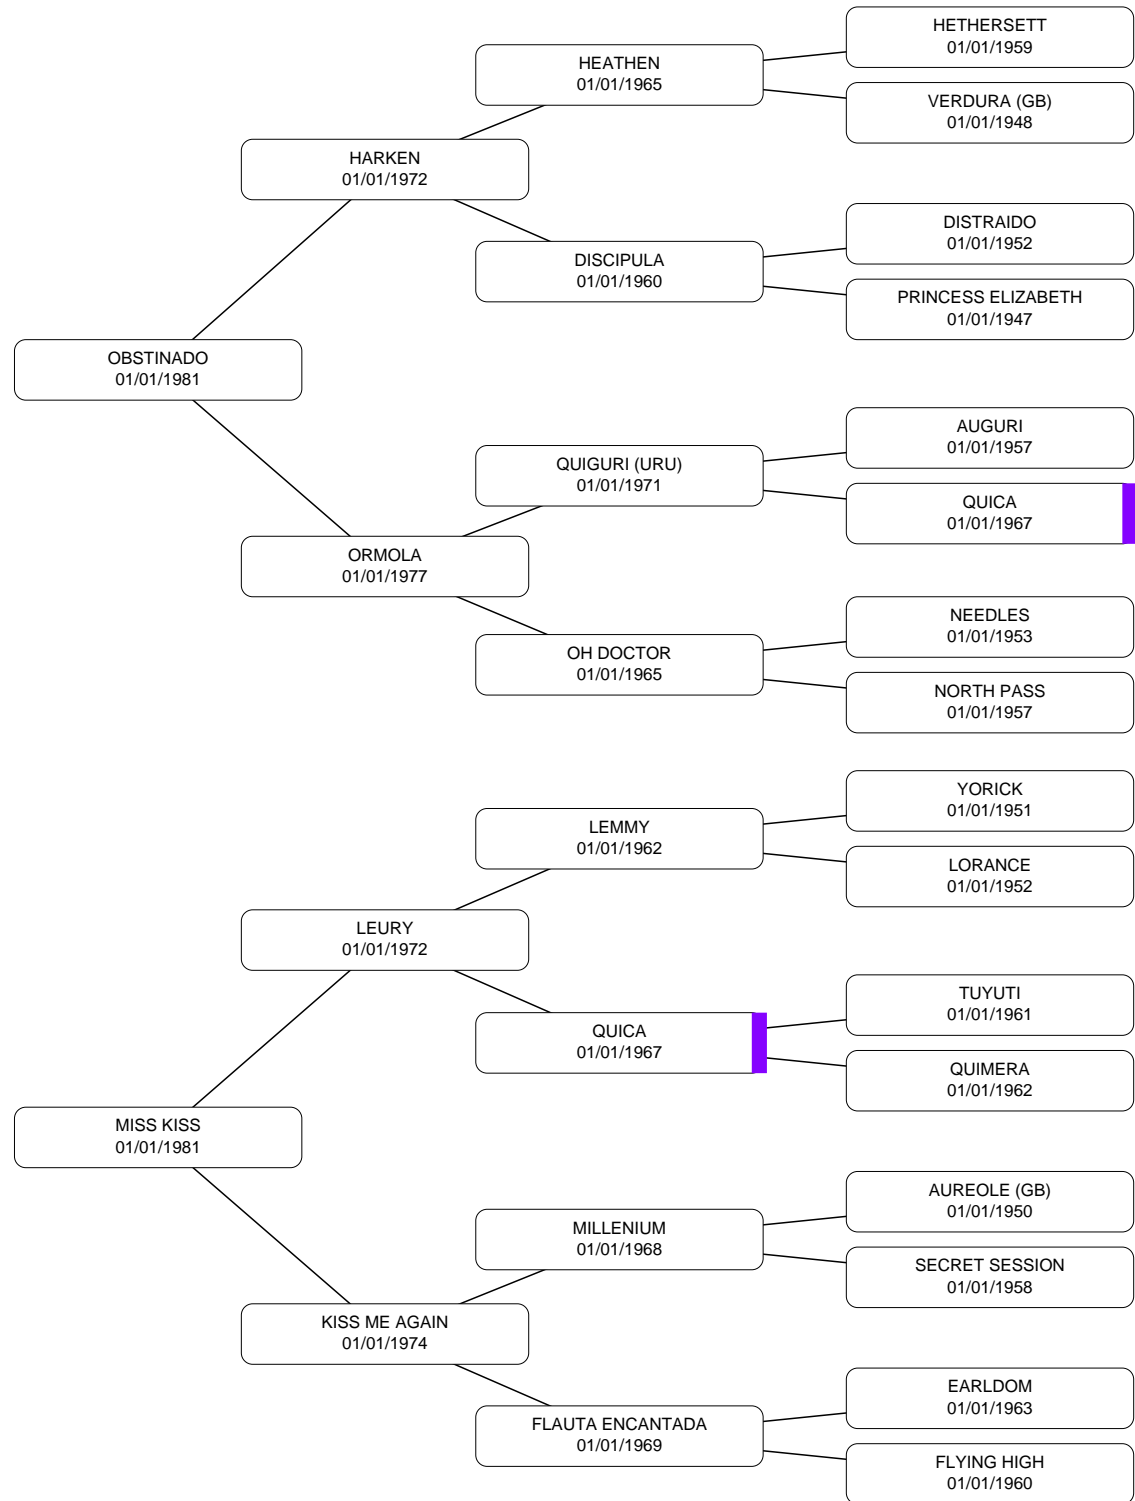 HETHERSETT
01/01/1959
HEATHEN
01/01/1965
VERDURA (GB)
01/01/1948
HARKEN
01/01/1972
DISTRAIDO
01/01/1952
DISCIPULA
01/01/1960
PRINCESS ELIZABETH
01/01/1947
OBSTINADO
01/01/1981
AUGURI
01/01/1957
QUIGURI (URU)
01/01/1971
QUICA
01/01/1967
ORMOLA
01/01/1977
NEEDLES
01/01/1953
OH DOCTOR
01/01/1965
NORTH PASS
01/01/1957
YORICK
01/01/1951
LEMMY
01/01/1962
LORANCE
01/01/1952
LEURY
01/01/1972
TUYUTI
01/01/1961
QUICA
01/01/1967
QUIMERA
01/01/1962
MISS KISS
01/01/1981
AUREOLE (GB)
01/01/1950
MILLENIUM
01/01/1968
SECRET SESSION
01/01/1958
KISS ME AGAIN
01/01/1974
EARLDOM
01/01/1963
FLAUTA ENCANTADA
01/01/1969
FLYING HIGH
01/01/1960